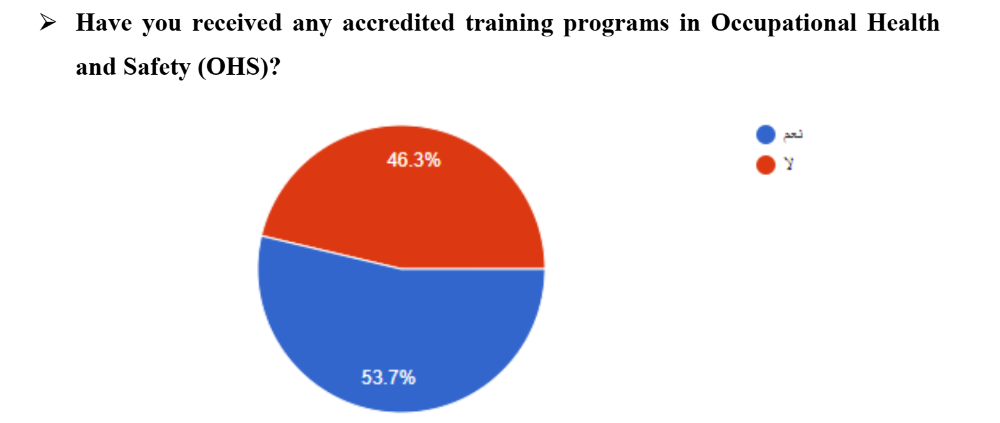 ➢ Have you received any accredited training programs in Occupational Health
and Safety (OHS)?
نعم
لا
46.3%
53.7%